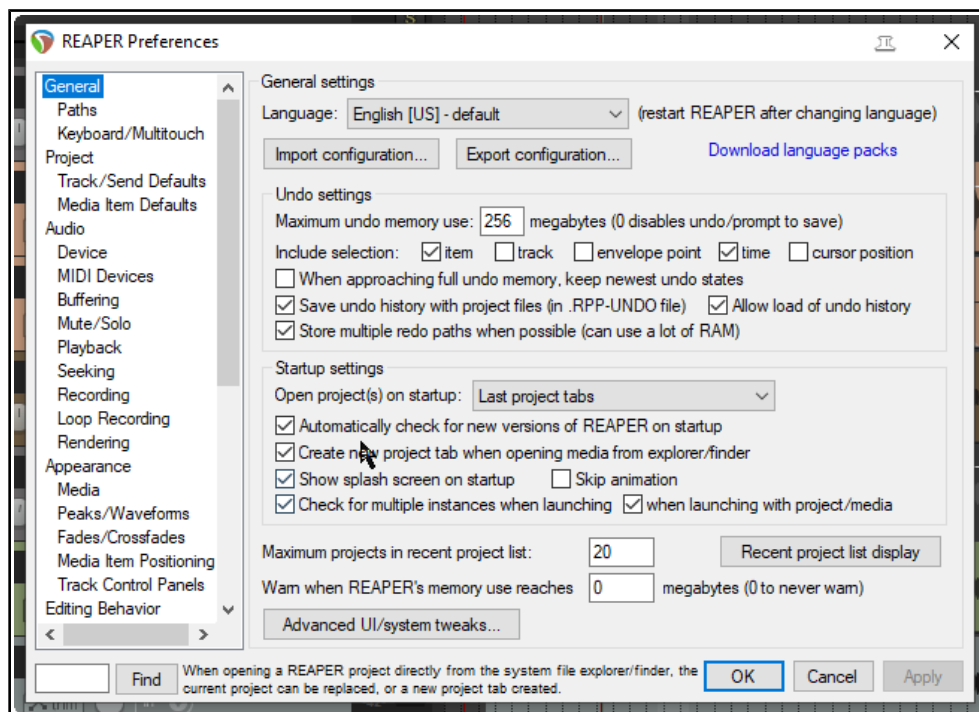 REAPER Preferences
General
Paths
Keyboard/Multitouch
Project
Track/Send Defaults
Media Item Defaults
Audio
Device
MIDI Devices
Buffering
Mute/Solo
Playback
Seeking
Recording
Loop Recording
Rendering
Appearance
Media
Peaks/Waveforms
Fades/Crossfades
Media Item Positioning
Track Control Panels
Editing Behavior
General settings
Language: English [US] - default (restart REAPER after changing language)
Import configuration... Export configuration... Download language packs
Undo settings
Maximum undo memory use: 256 megabytes (0 disables undo/prompt to save)
Include selection: item track envelope point time cursor position
When approaching full undo memory, keep newest undo states
Save undo history with project files (in .RPP-UNDO file) Allow load of undo history
Store multiple redo paths when possible (can use a lot of RAM)
Startup settings
Open project(s) on startup: Last project tabs
Automatically check for new versions of REAPER on startup
Create new project tab when opening media from explorer/finder
Show splash screen on startup Skip animation
Check for multiple instances when launching when launching with project/media
Maximum projects in recent project list: 20 Recent project list display
Warn when REAPER's memory use reaches 0 megabytes (0 to never warn)
Advanced UI/system tweaks...
Find
When opening a REAPER project directly from the system file explorer/finder, the
current project can be replaced, or a new project tab created.
OK Cancel Apply